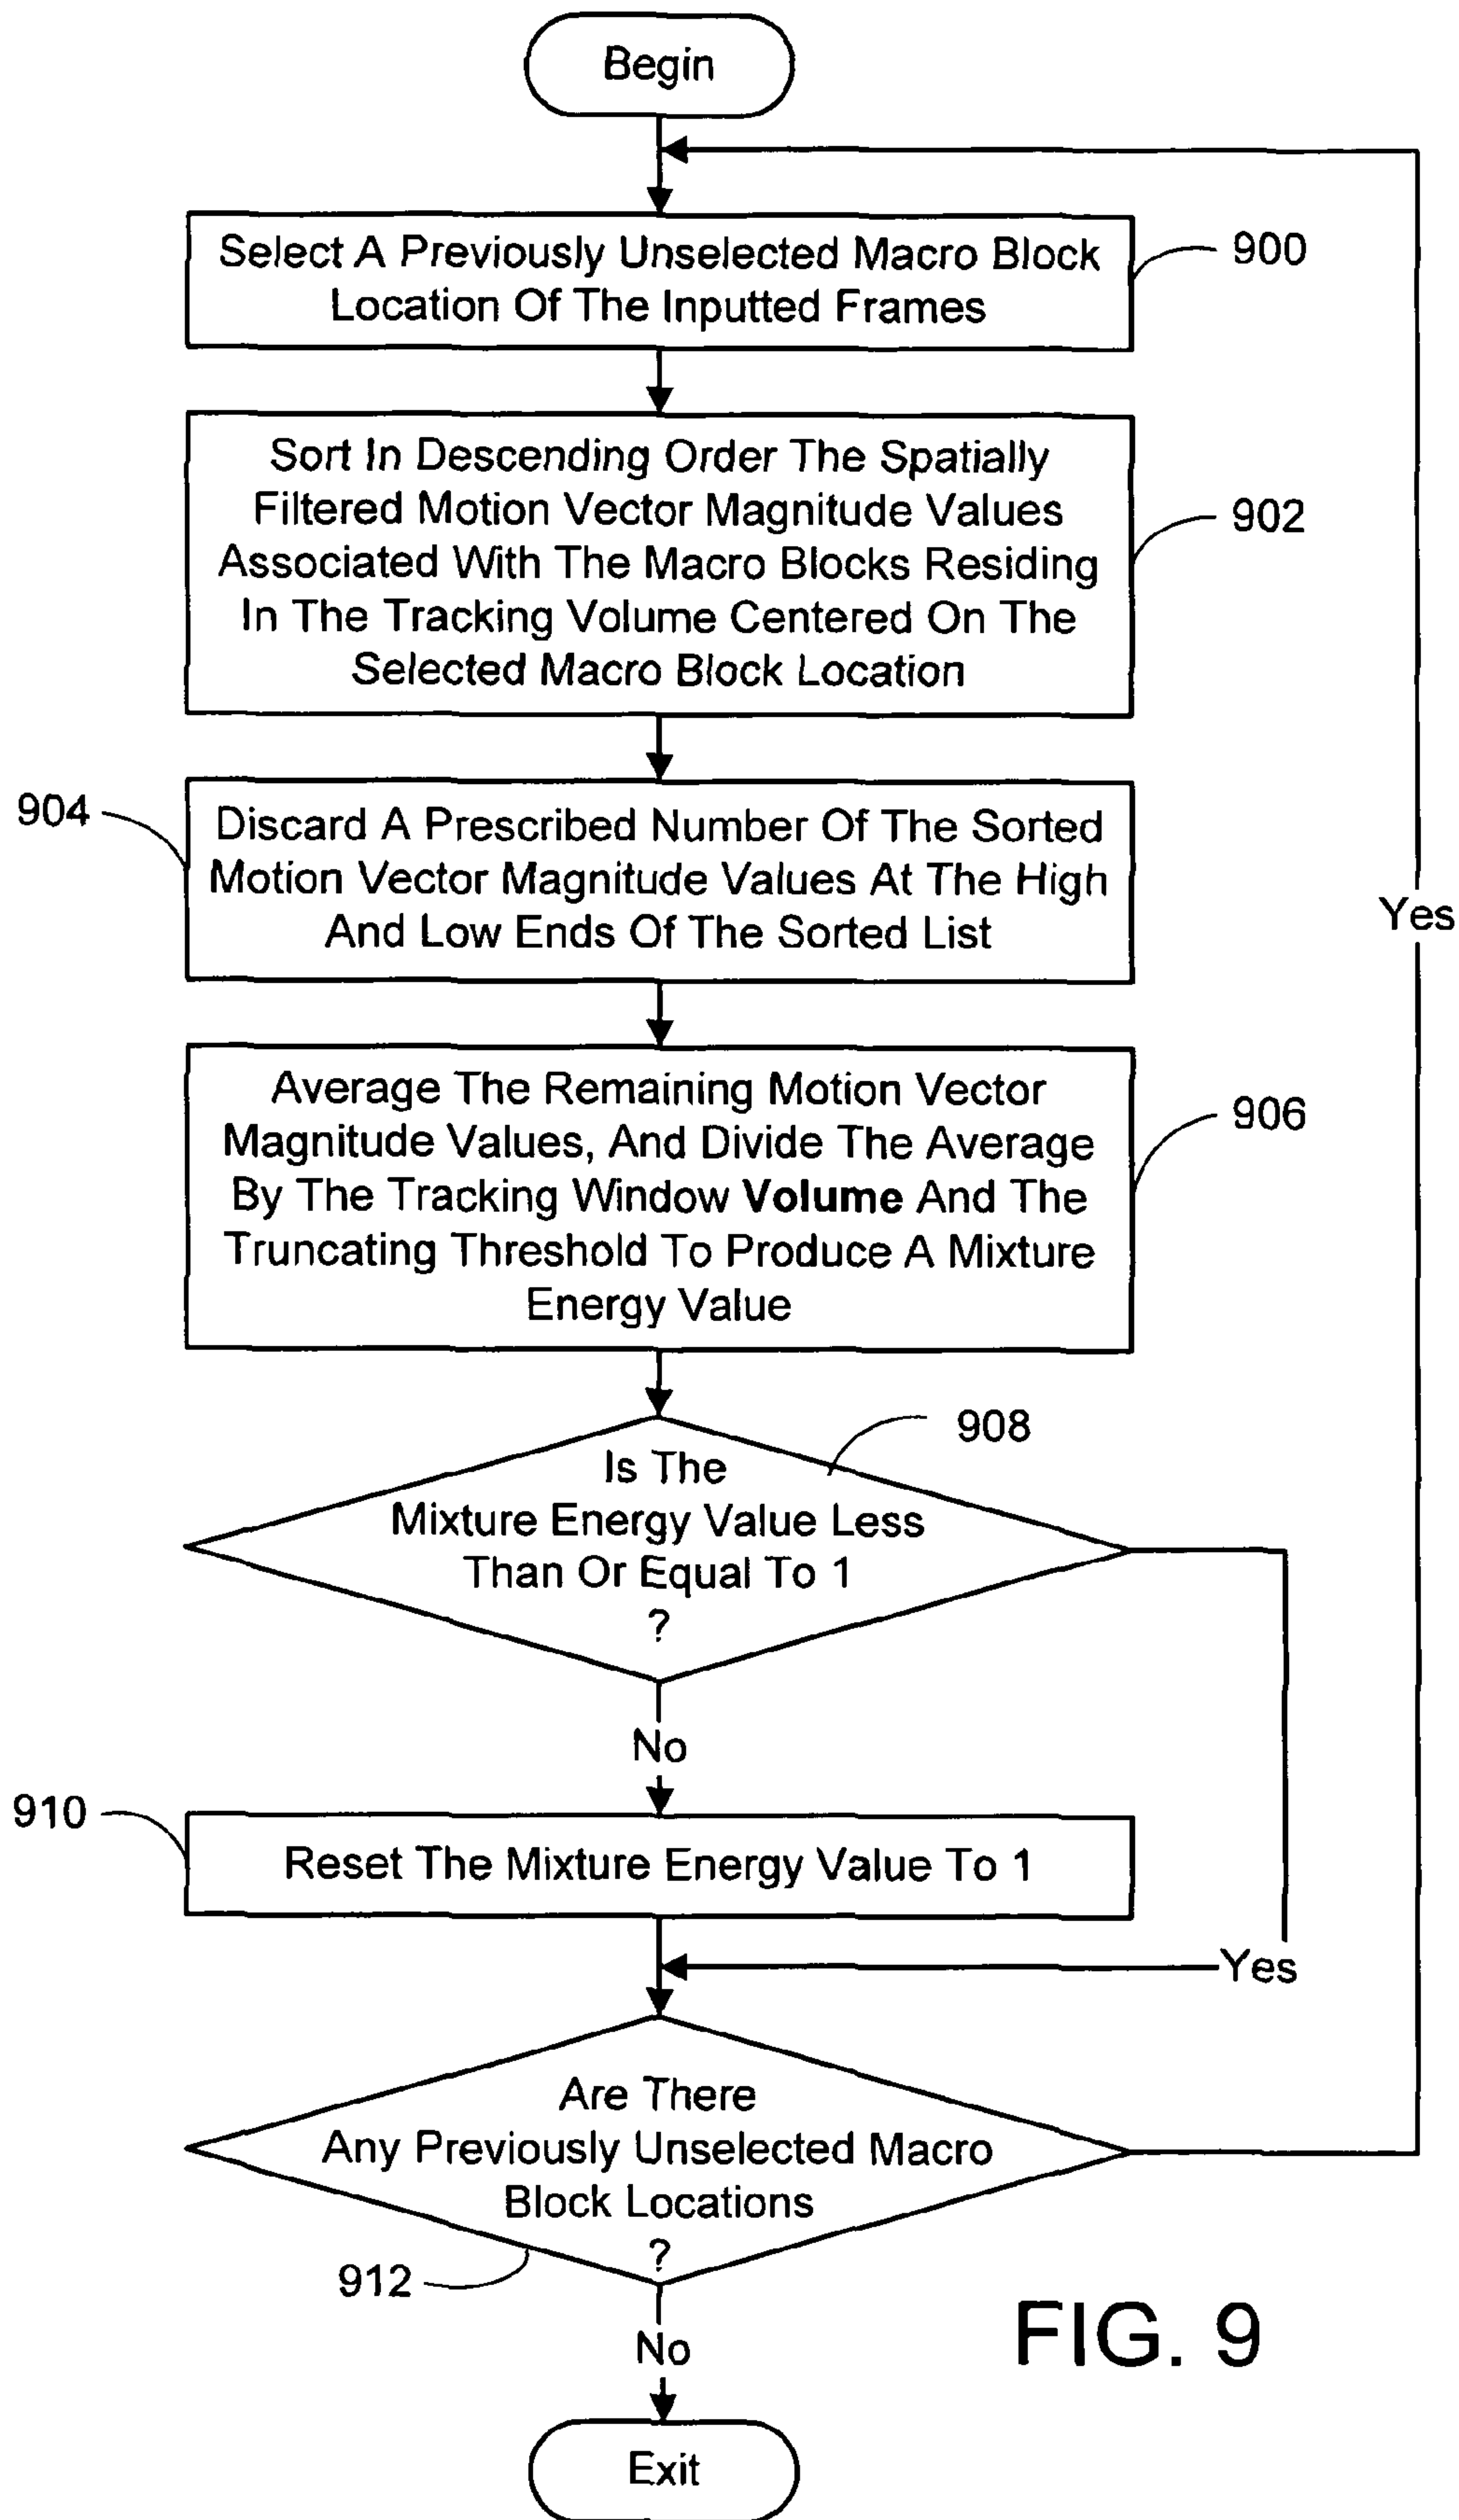 Begin
Select A Previously Unselected Macro Block
Location Of The Inputted Frames
900
Sort In Descending Order The Spatially
Filtered Motion Vector Magnitude Values
Associated With The Macro Blocks Residing
In The Tracking Volume Centered On The
Selected Macro Block Location
902
904
Discard A Prescribed Number Of The Sorted
Motion Vector Magnitude Values At The High
And Low Ends Of The Sorted List
Yes
Average The Remaining Motion Vector
Magnitude Values, And Divide The Average
By The Tracking Window Volume And The
Truncating Threshold To Produce A Mixture
Energy Value
906
908
Is The
Mixture Energy Value Less
Than Or Equal To 1
?
No
910
Reset The Mixture Energy Value To 1
Yes
Are There
Any Previously Unselected Macro
Block Locations
?
912
No
FIG. 9
Exit